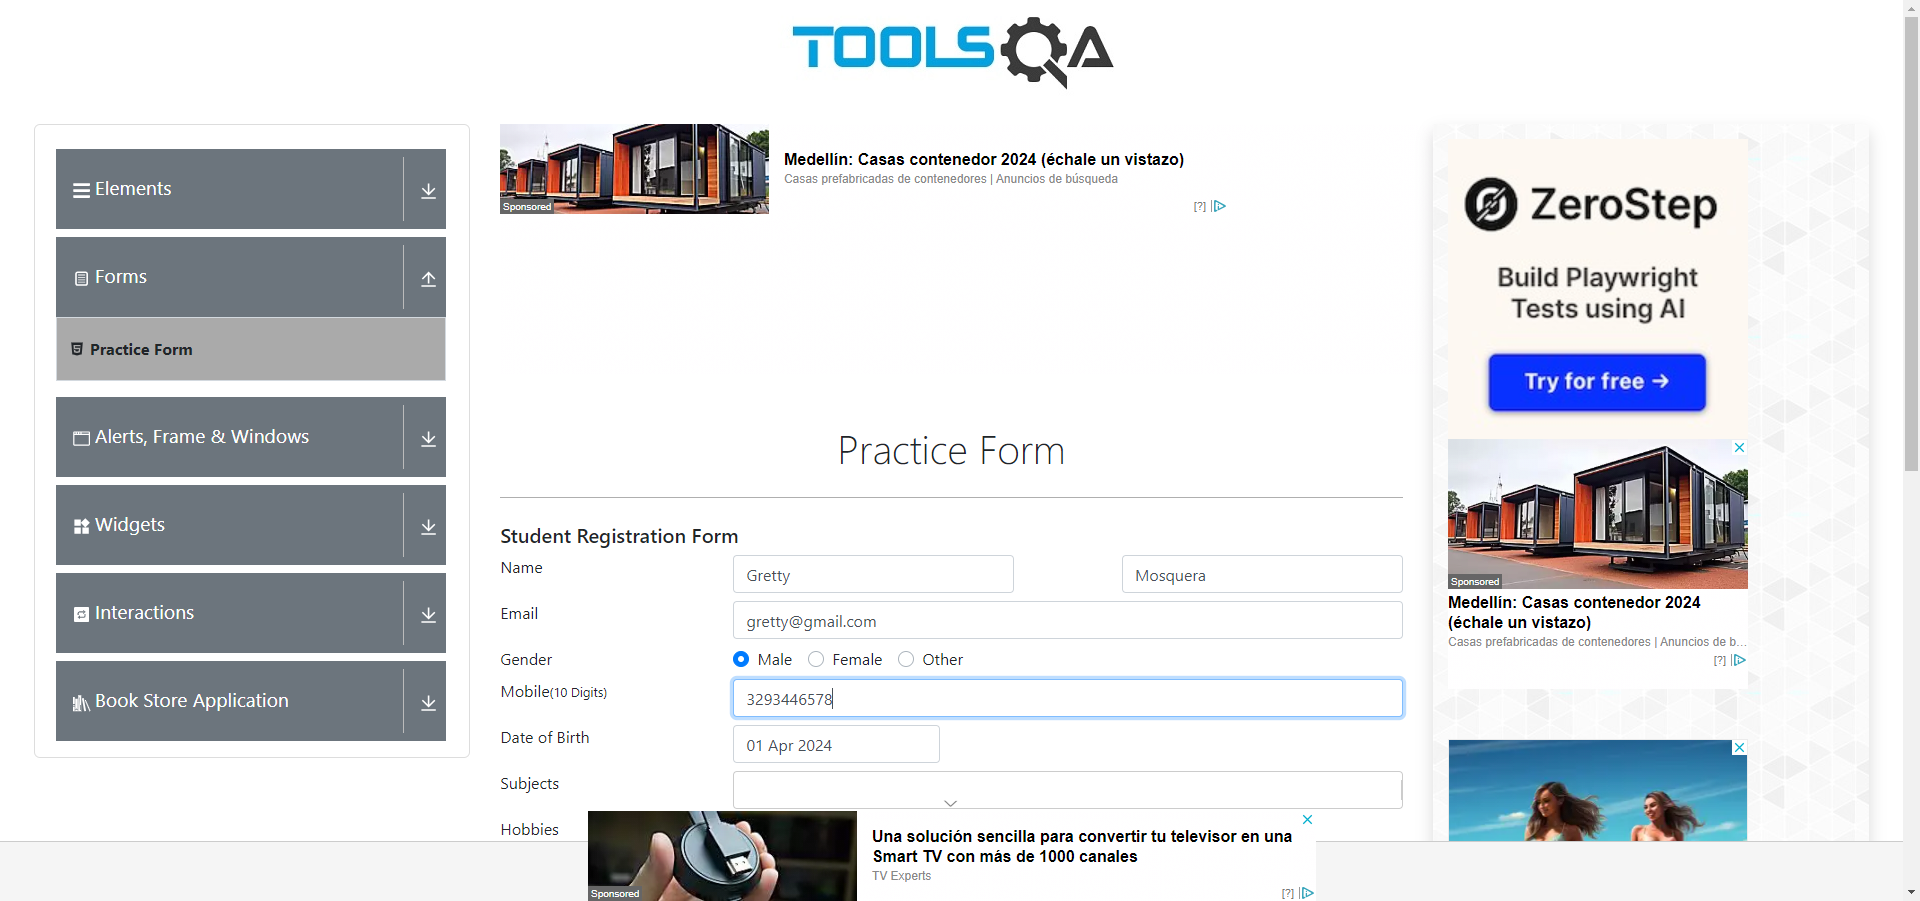 TOOLSQA
Elements
Forms
Practice Form
Alerts, Frame & Windows
Widgets
Interactions
Book Store Application
Sponsored
Medellín: Casas contenedor 2024 (échale un vistazo)
Casas prefabricadas de contenedores | Anuncios de búsqueda
[?]
Practice Form
Student Registration Form
Name
Gretty
Mosquera
Email
gretty@gmail.com
Gender
Male
Female
Other
Mobile(10 Digits)
3293446578
Date of Birth
01 Apr 2024
Subjects
Hobbies
Sponsored
Una solución sencilla para convertir tu televisor en una
Smart TV con más de 1000 canales
TV Experts
[?]
ZeroStep
Build Playwright
Tests using AI
Try for free →
Sponsored
Medellín: Casas contenedor 2024
(échale un vistazo)
Casas prefabricadas de contenedores | Anuncios de b...
[?]